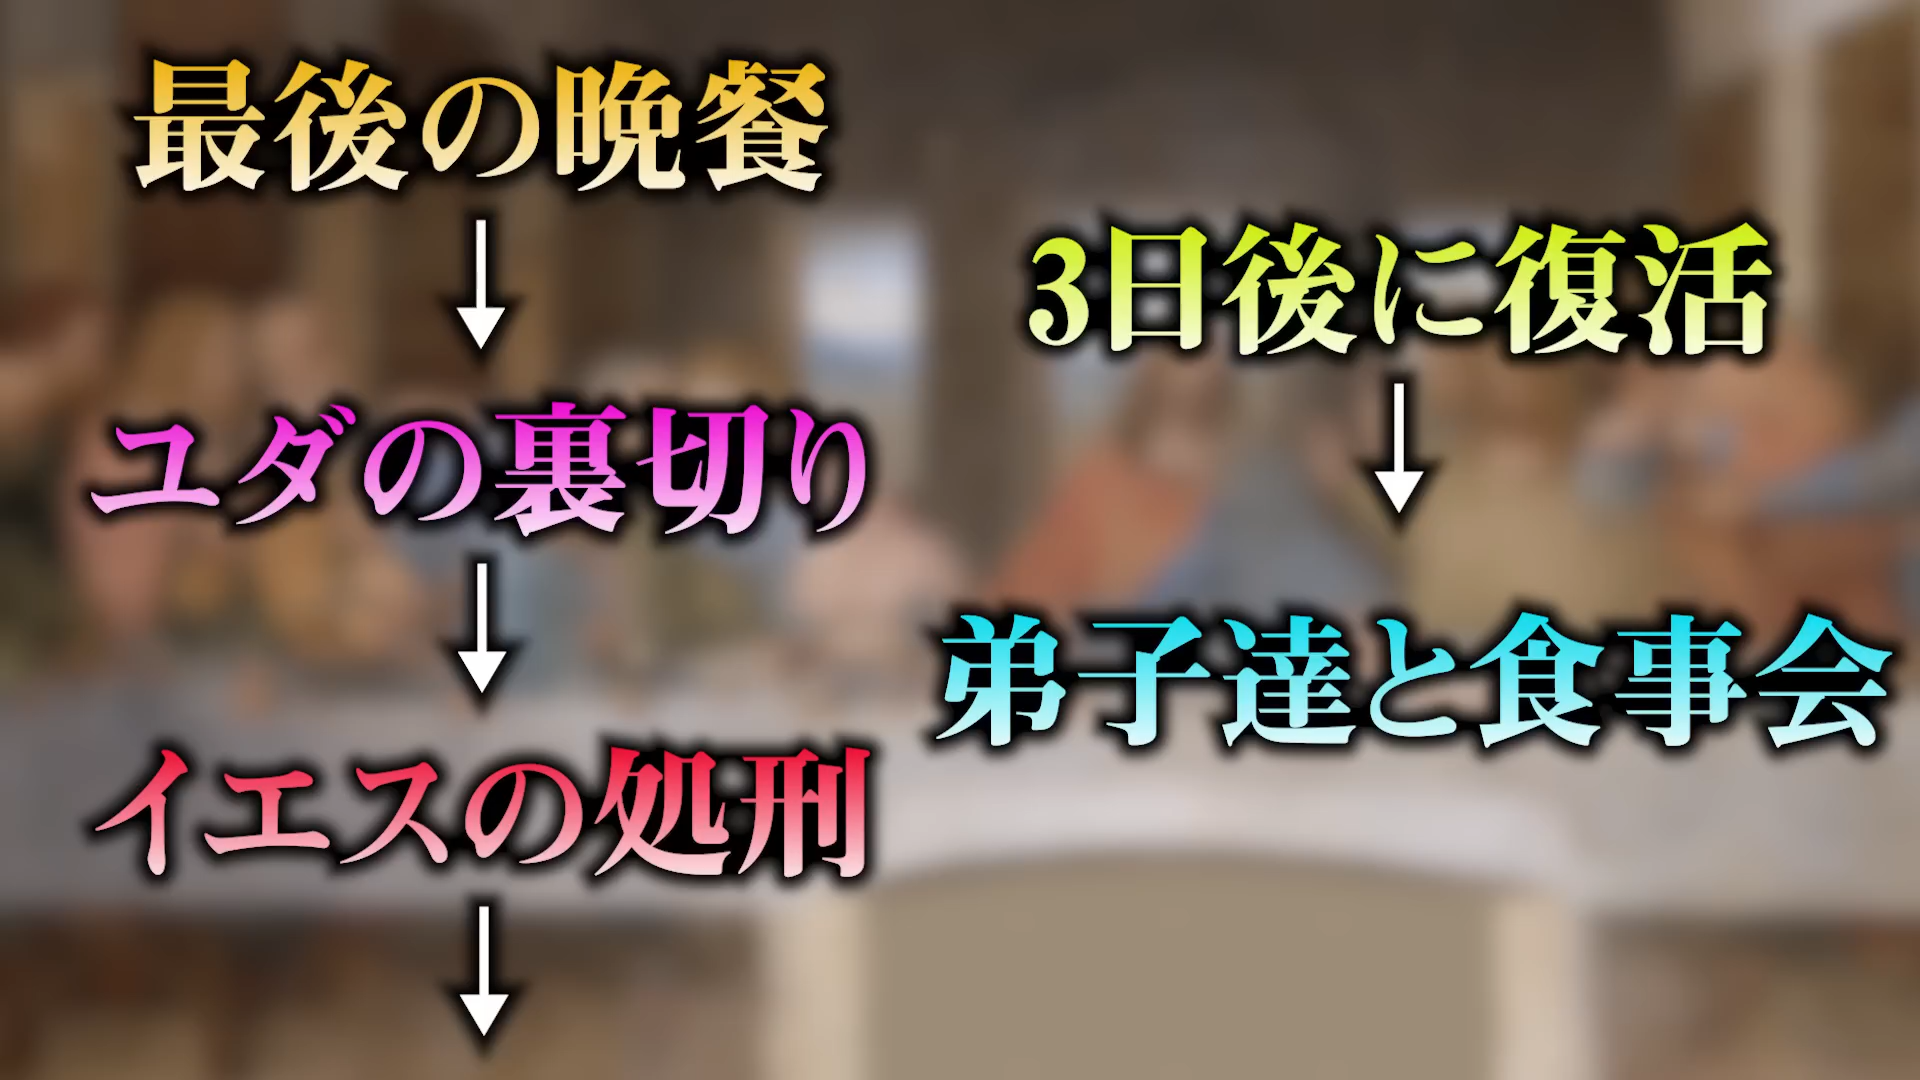 最後の晩餐
↓
ユダの裏切り
↓
イエスの処刑
↓
3日後に復活
↓
弟子達と食事会